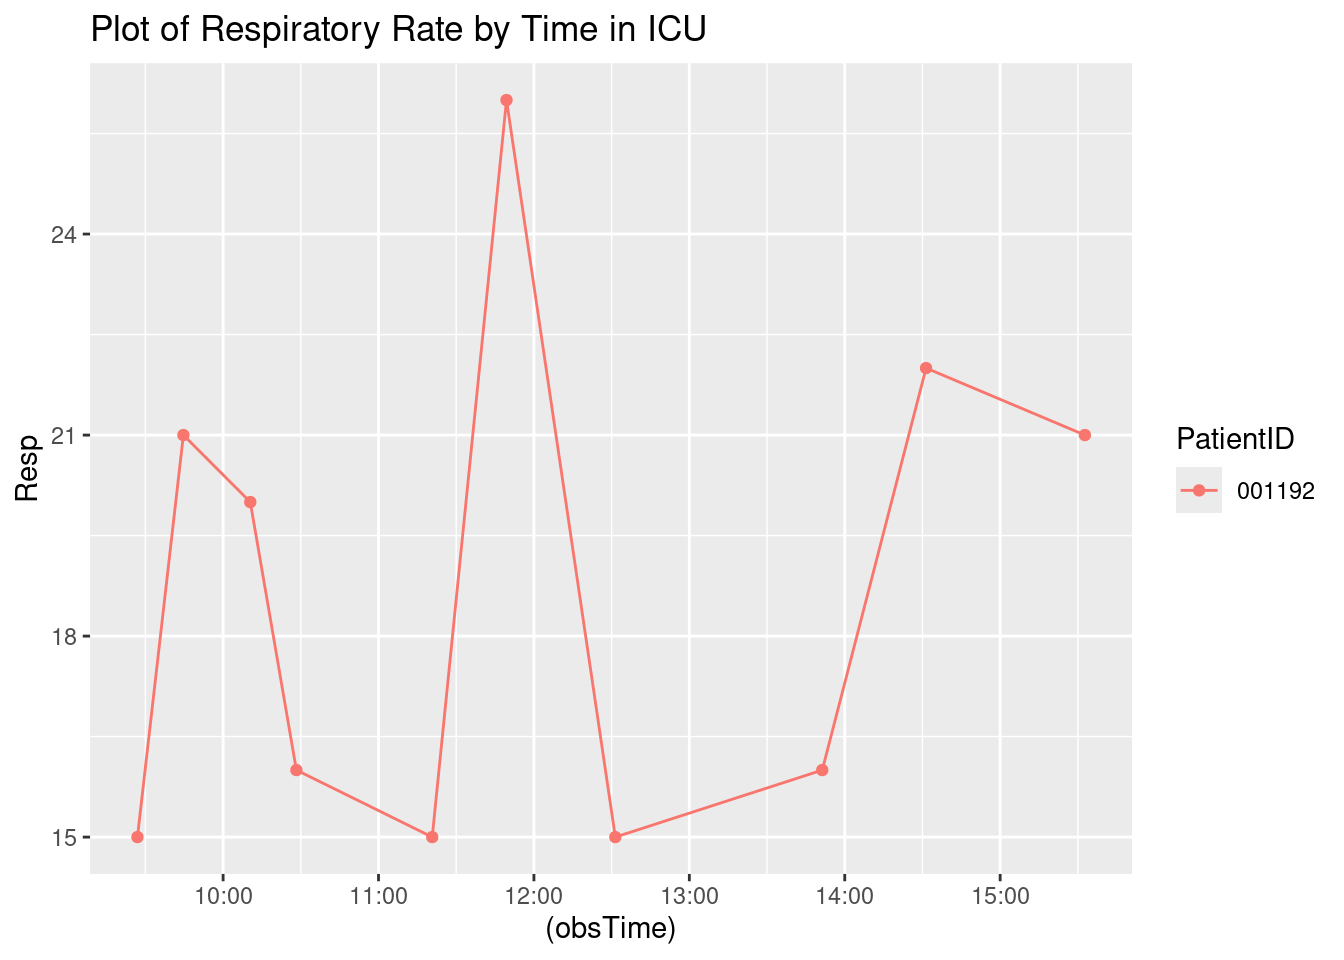 Plot of Respiratory Rate by Time in ICU
Resp
24
21
18
15
10:00 11:00 12:00 13:00 14:00 15:00
(obsTime)
PatientID
001192